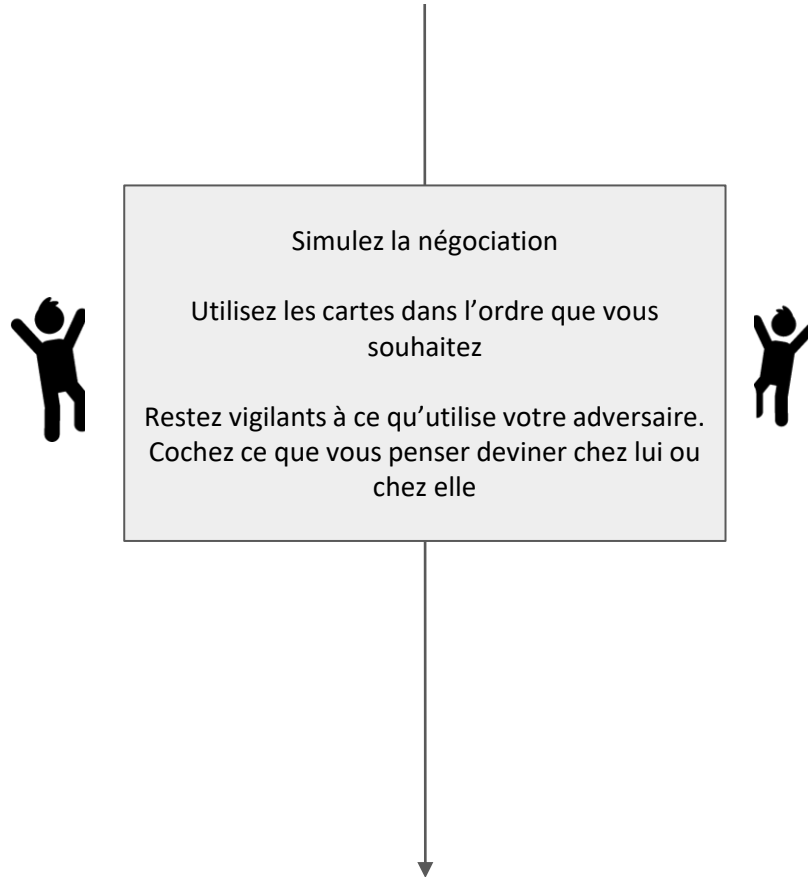 Simulez la négociation
Utilisez les cartes dans l’ordre que vous
souhaitez
Restez vigilants à ce qu’utilise votre adversaire.
Cochez ce que vous penser deviner chez lui ou
chez elle